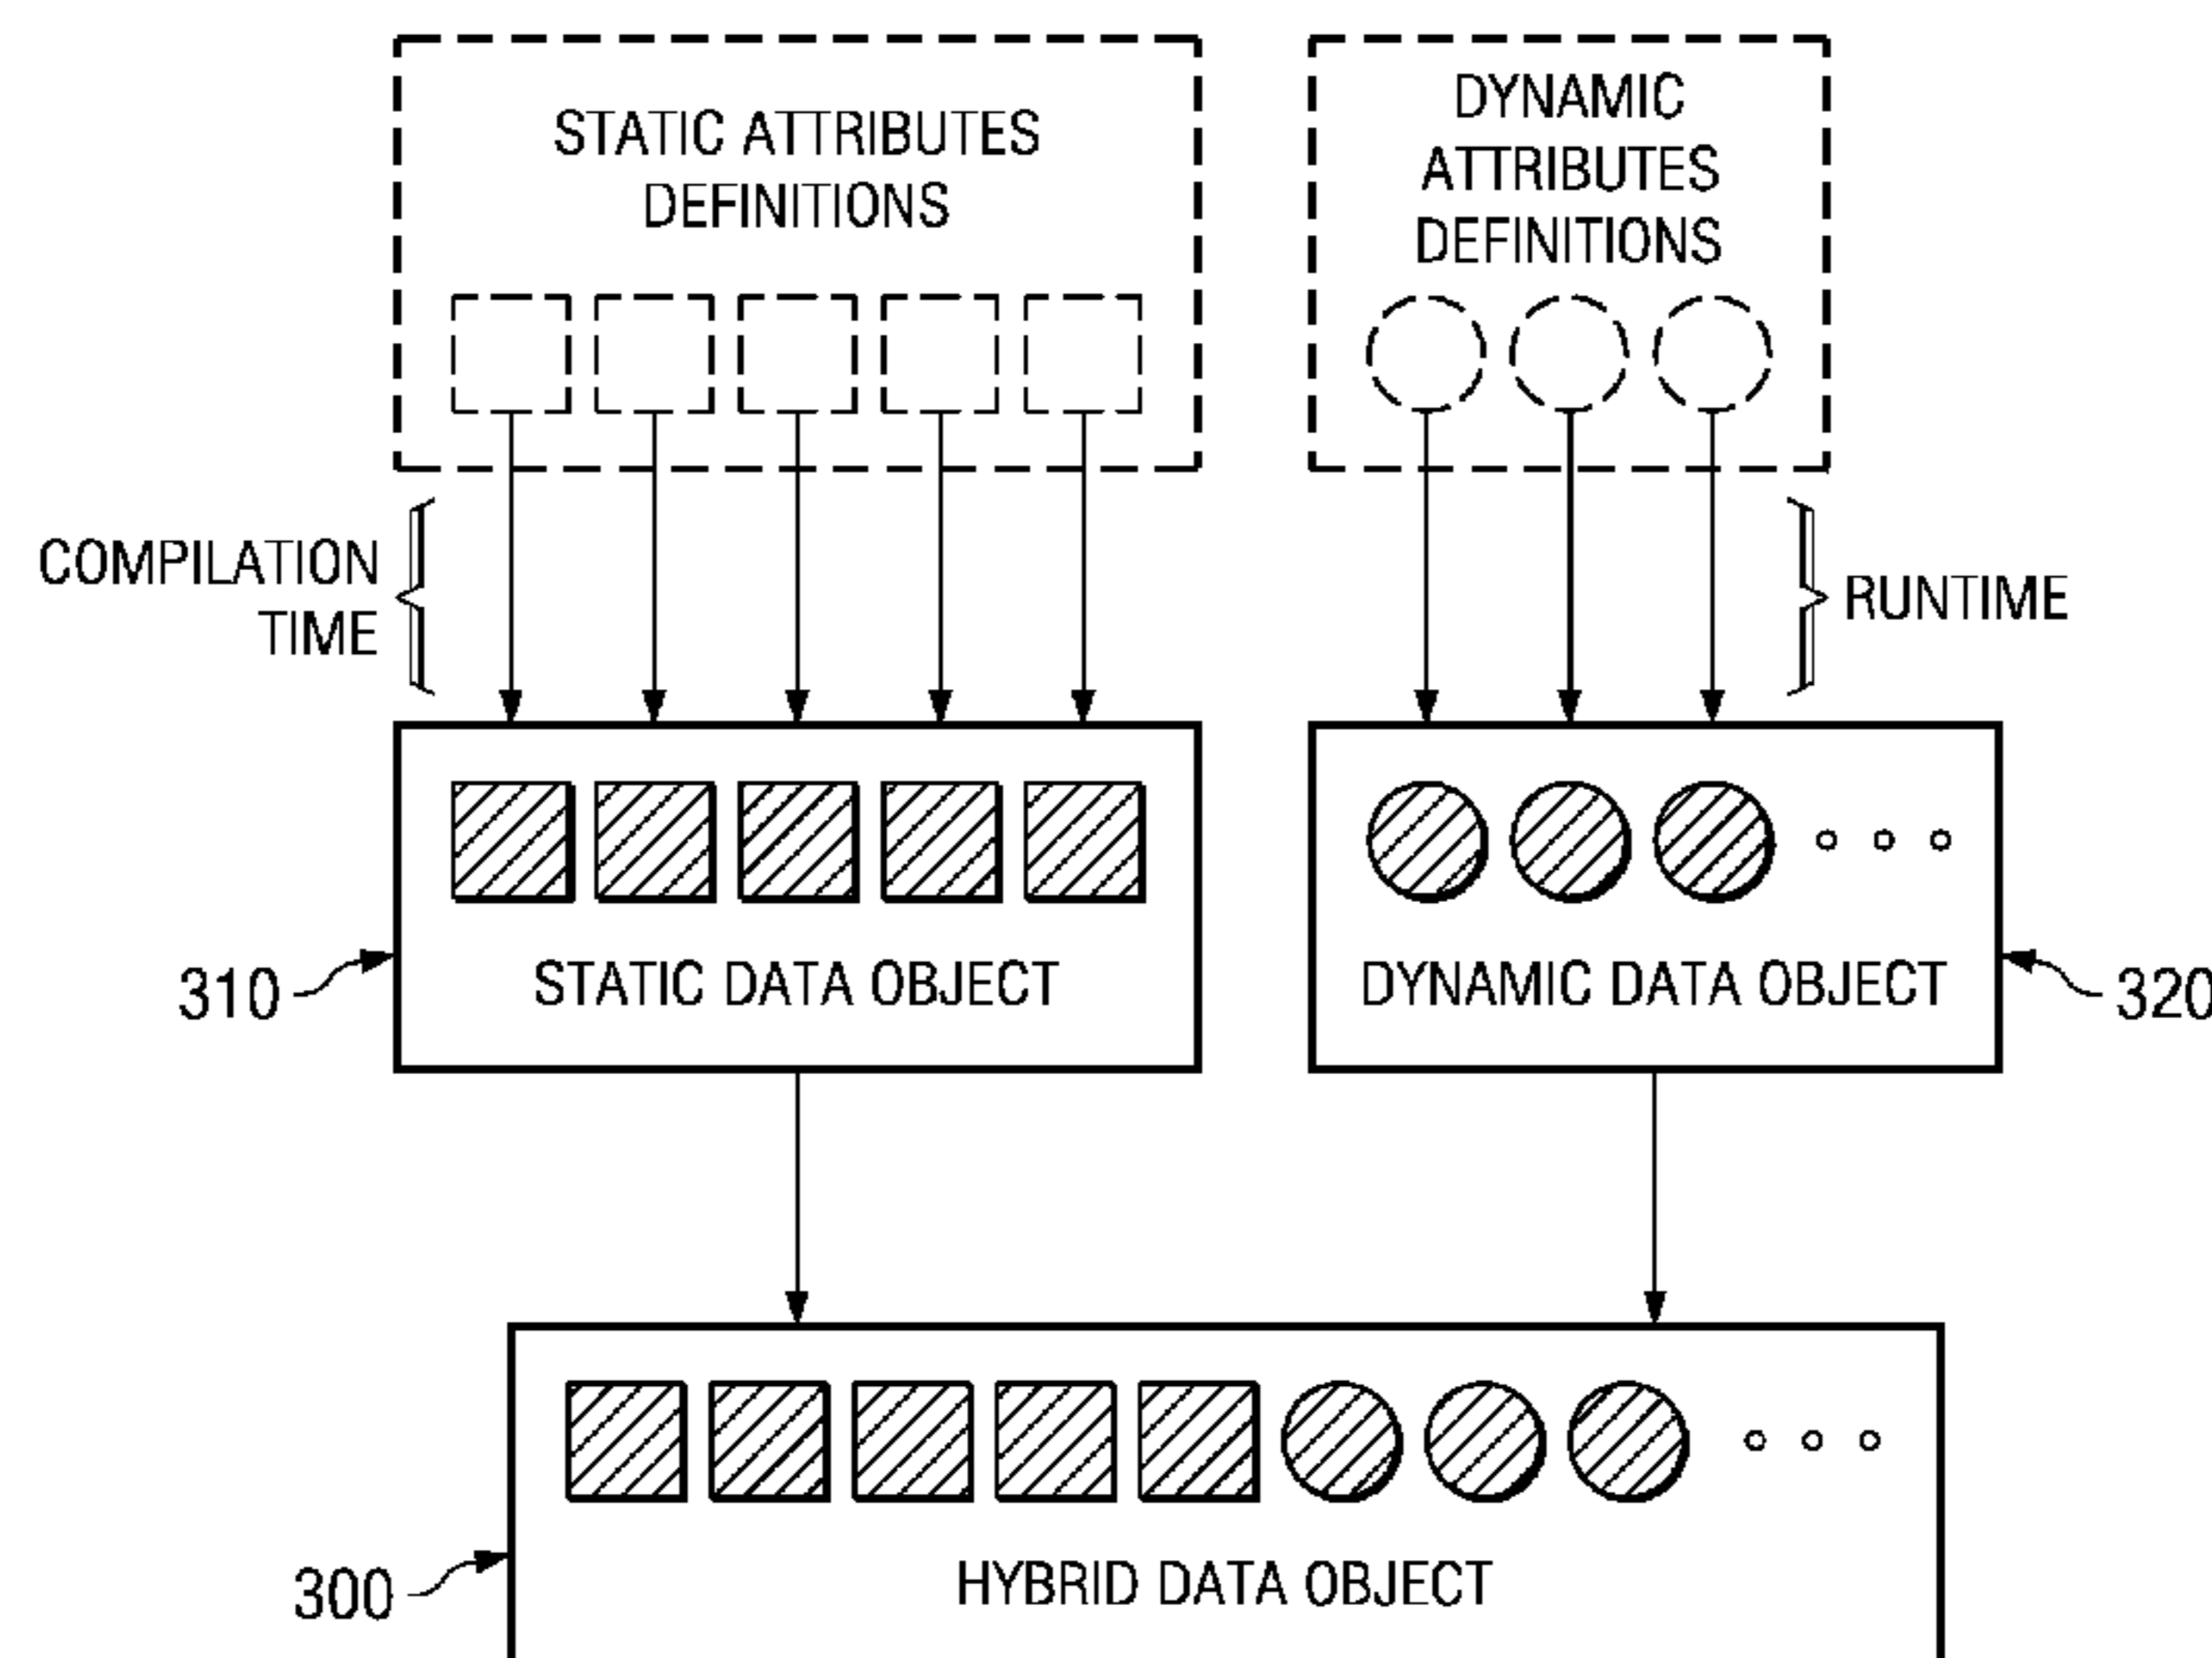 STATIC ATTRIBUTES
DEFINITIONS
DYNAMIC
ATTRIBUTES
DEFINITIONS
COMPILATION
TIME
RUNTIME
310
STATIC DATA OBJECT
DYNAMIC DATA OBJECT
320
300
HYBRID DATA OBJECT